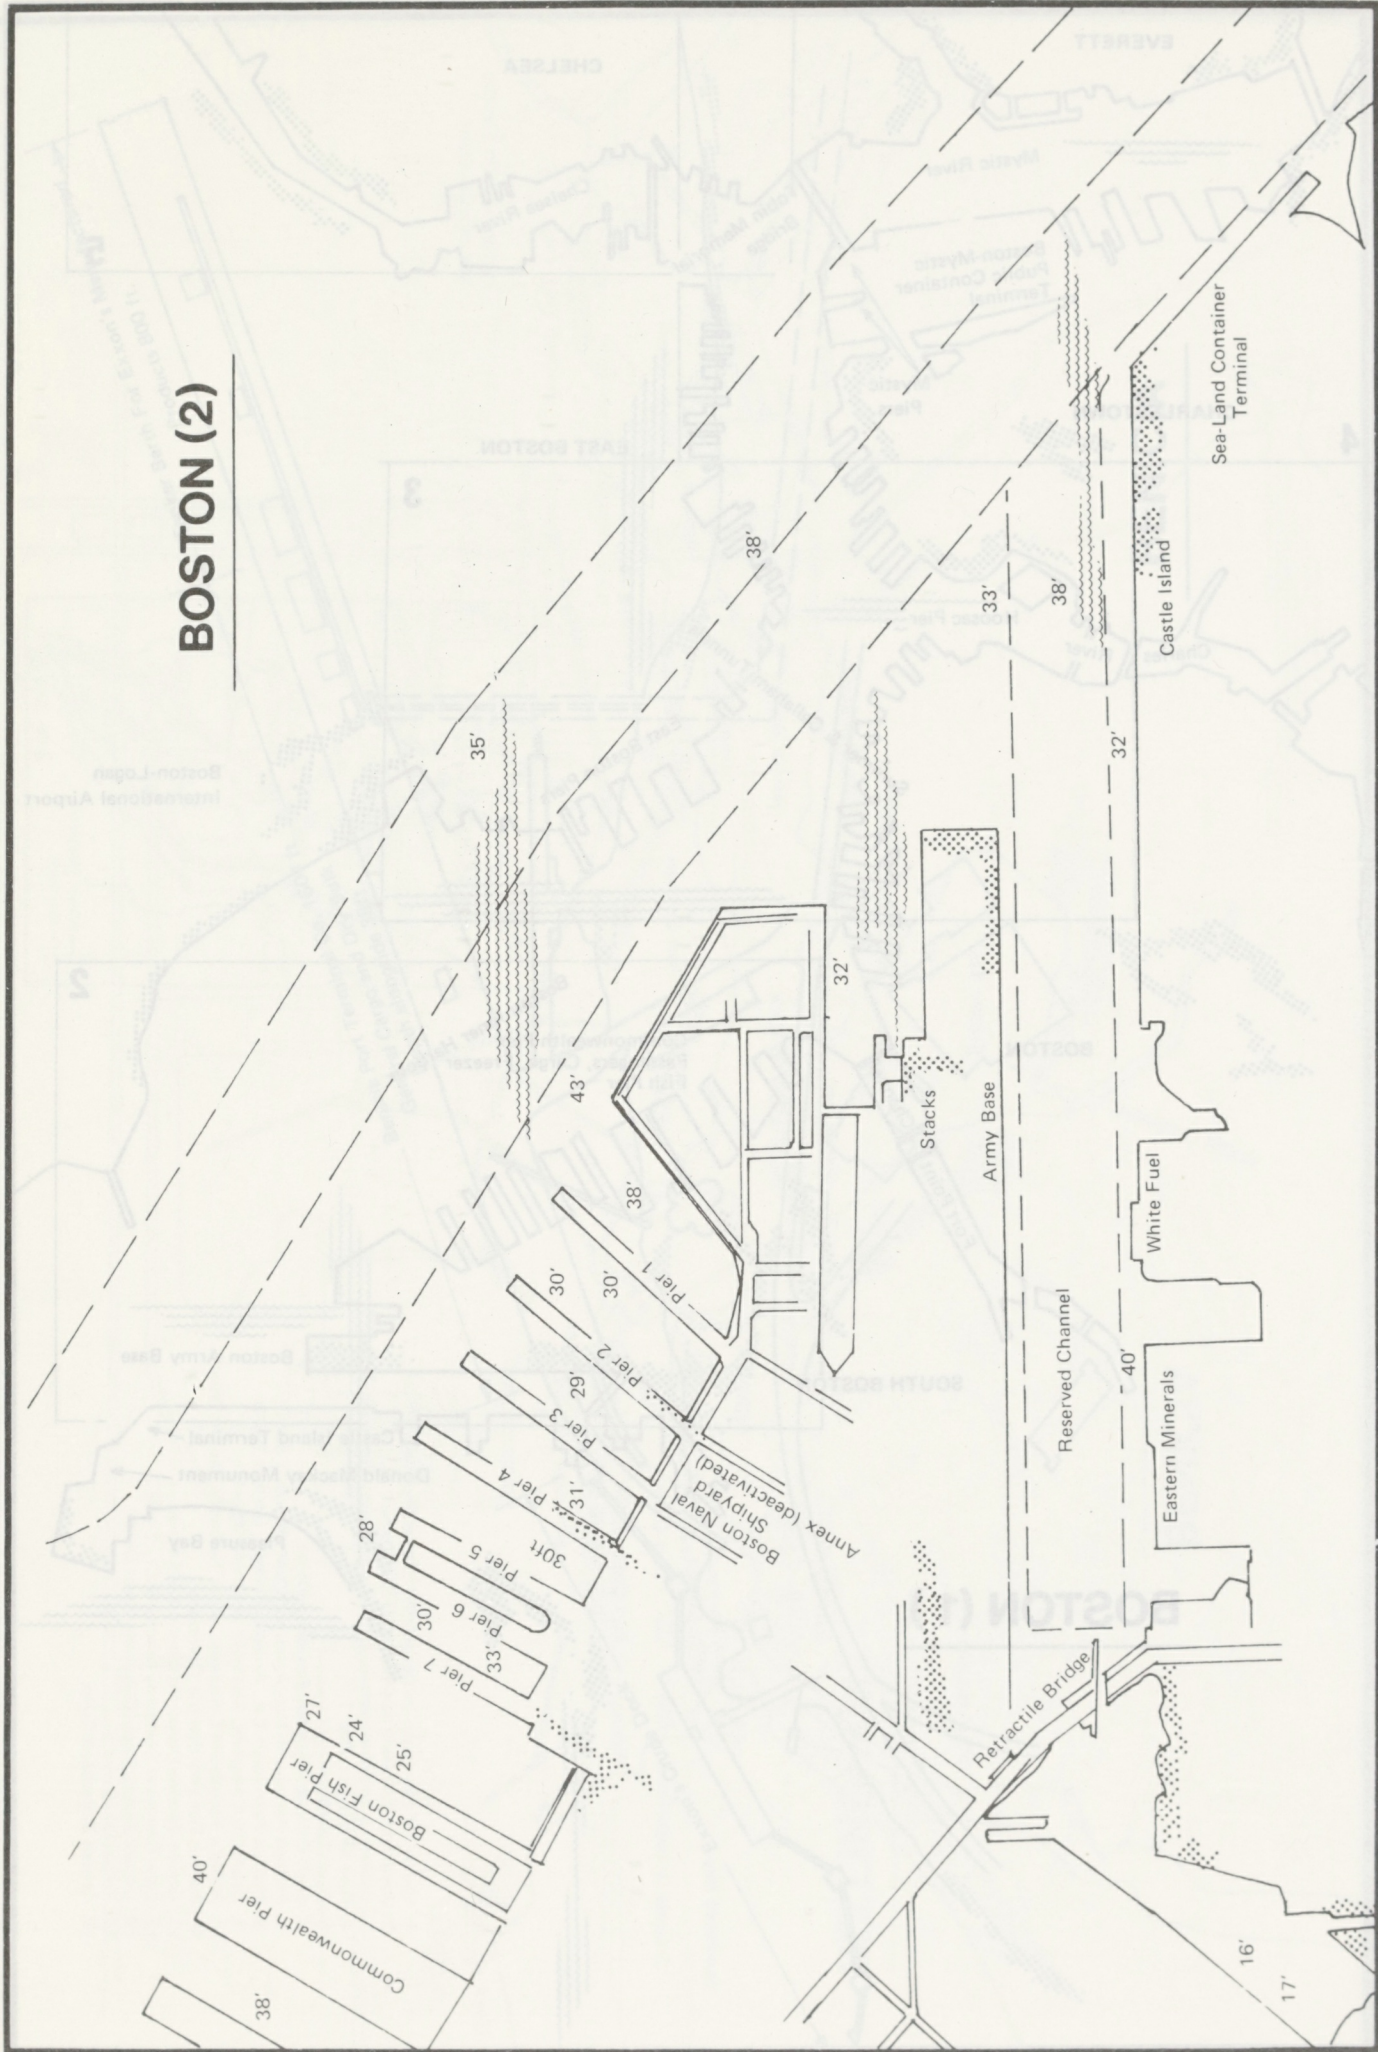 BOSTON (2)
35'
38'
33'
38'
32'
Castle Island
Sea-Land Container
Terminal
43'
38'
32'
Stacks
Army Base
Reserved Channel
40'
White Fuel
Eastern Minerals
Pier 1
30'
30'
Pier 2
29'
Pier 3
31'
Pier 4
30ft
Pier 5
28'
Pier 6
30'
33'
Pier 7
Boston Naval
Shipyard
Annex (deactivated)
27'
24'
25'
Boston Fish Pier
40'
Commonwealth Pier
38'
Retractile Bridge
16'
17'